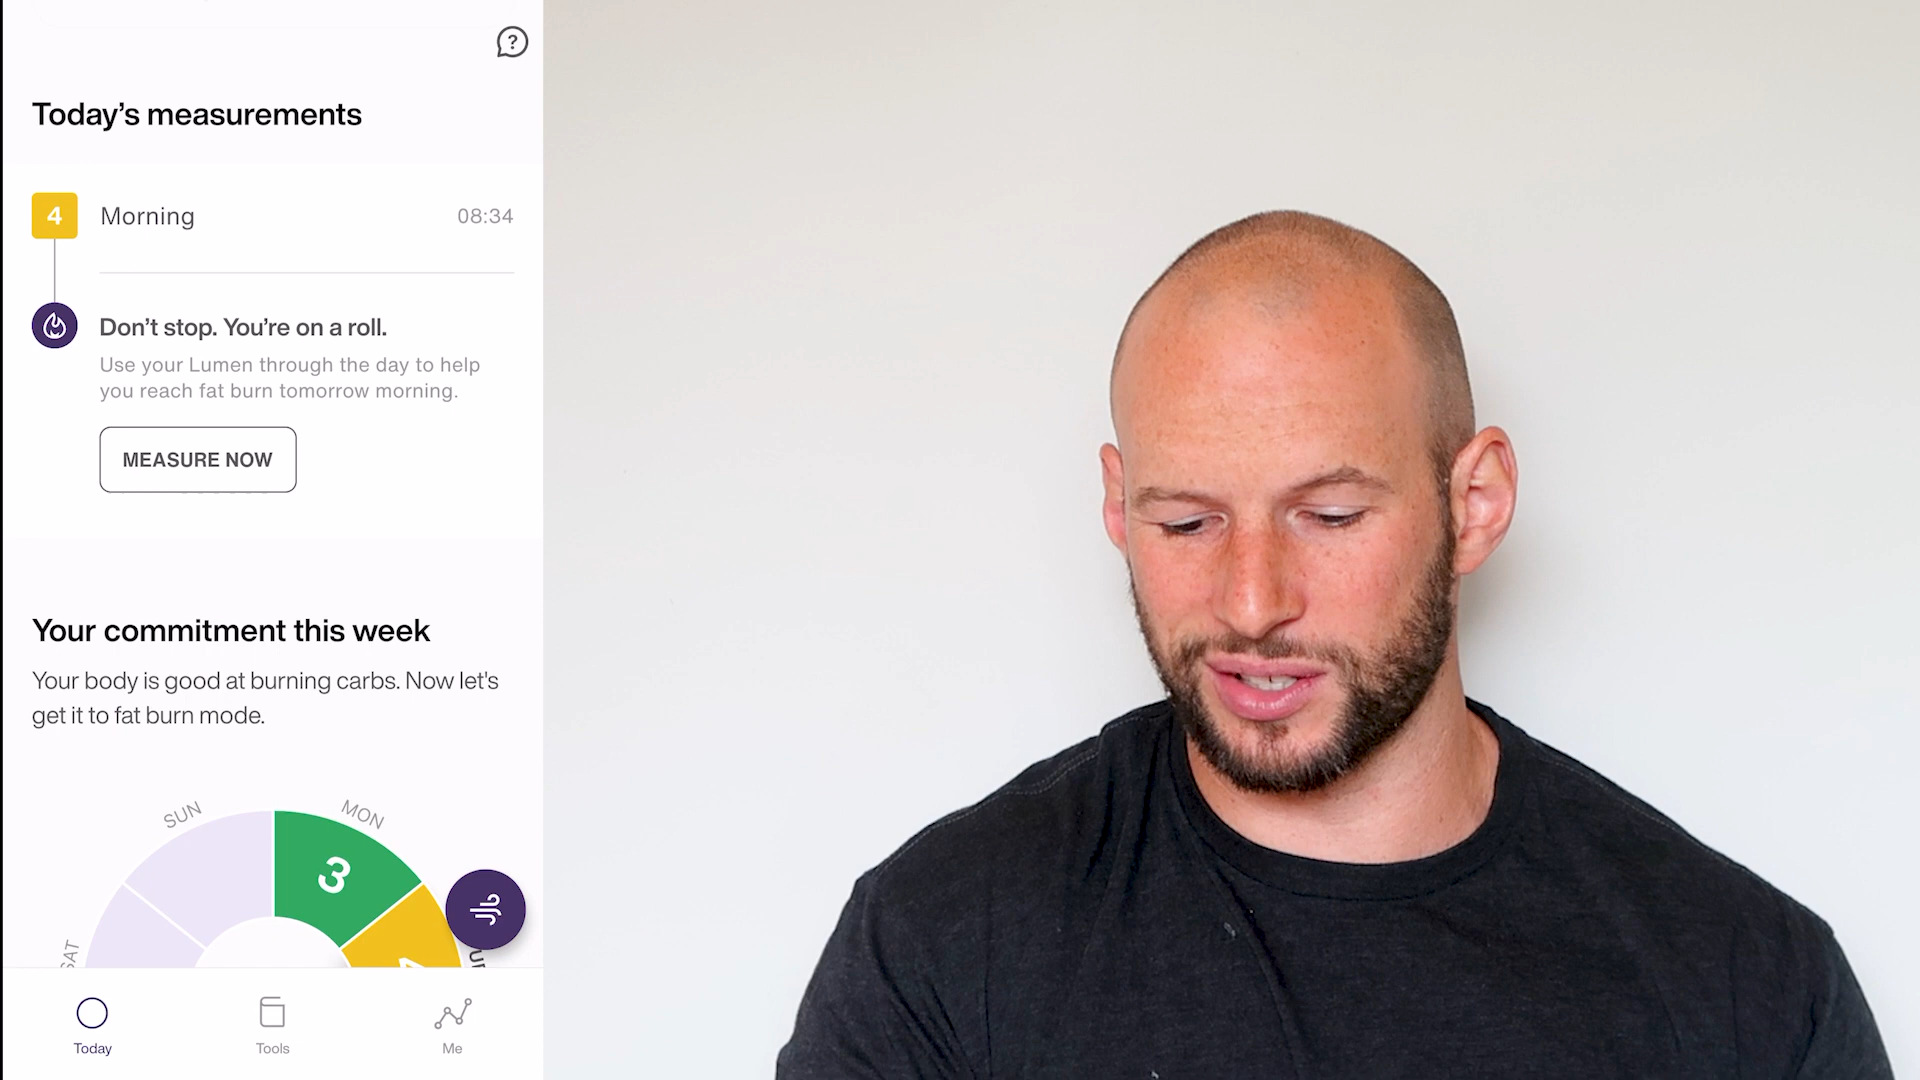 ?
Today's measurements
4 Morning 08:34
Don't stop. You're on a roll.
Use your Lumen through the day to help
you reach fat burn tomorrow morning.
MEASURE NOW
Your commitment this week
Your body is good at burning carbs. Now let's
get it to fat burn mode.
SUN MON
3
SAT
Today Tools Me